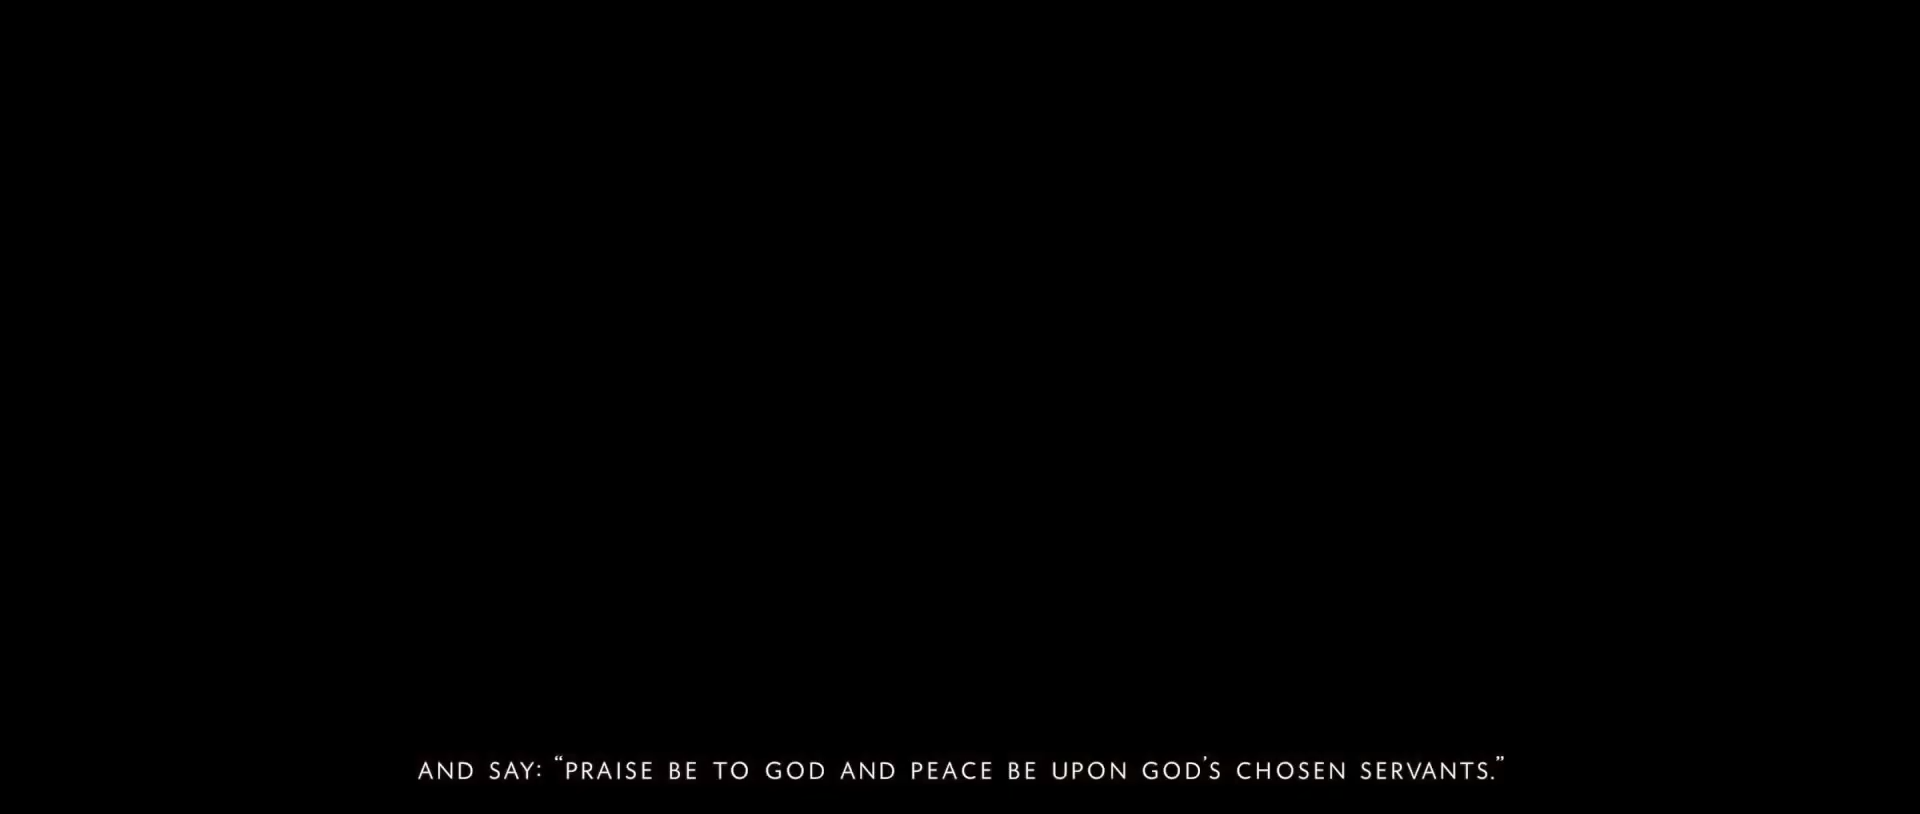 AND SAY: “PRAISE BE TO GOD AND PEACE BE UPON GOD’S CHOSEN SERVANTS.”